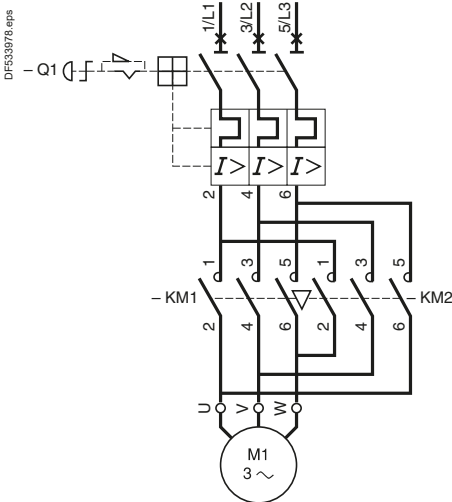 DF533978.eps
1/L1 3/L2 5/L3
– Q1
I> I> I>
2 4 6
1 3 5 1 3 5
– KM1 – KM2
2 4 6 2 4 6
U V W
M1
3 ~